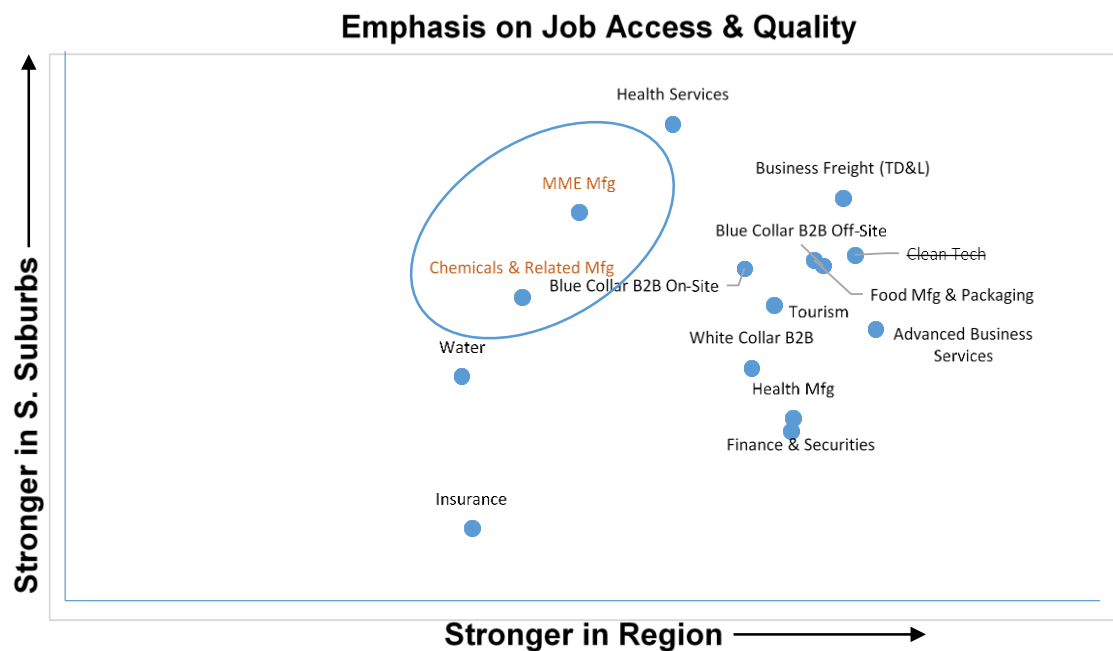 Emphasis on Job Access & Quality
Stronger in S. Suburbs
Health Services
Business Freight (TD&L)
MME Mfg
Blue Collar B2B Off-Site
Clean Tech
Chemicals & Related Mfg
Blue Collar B2B On-Site
Food Mfg & Packaging
Tourism
Water
White Collar B2B
Advanced Business
Services
Health Mfg
Finance & Securities
Insurance
Stronger in Region